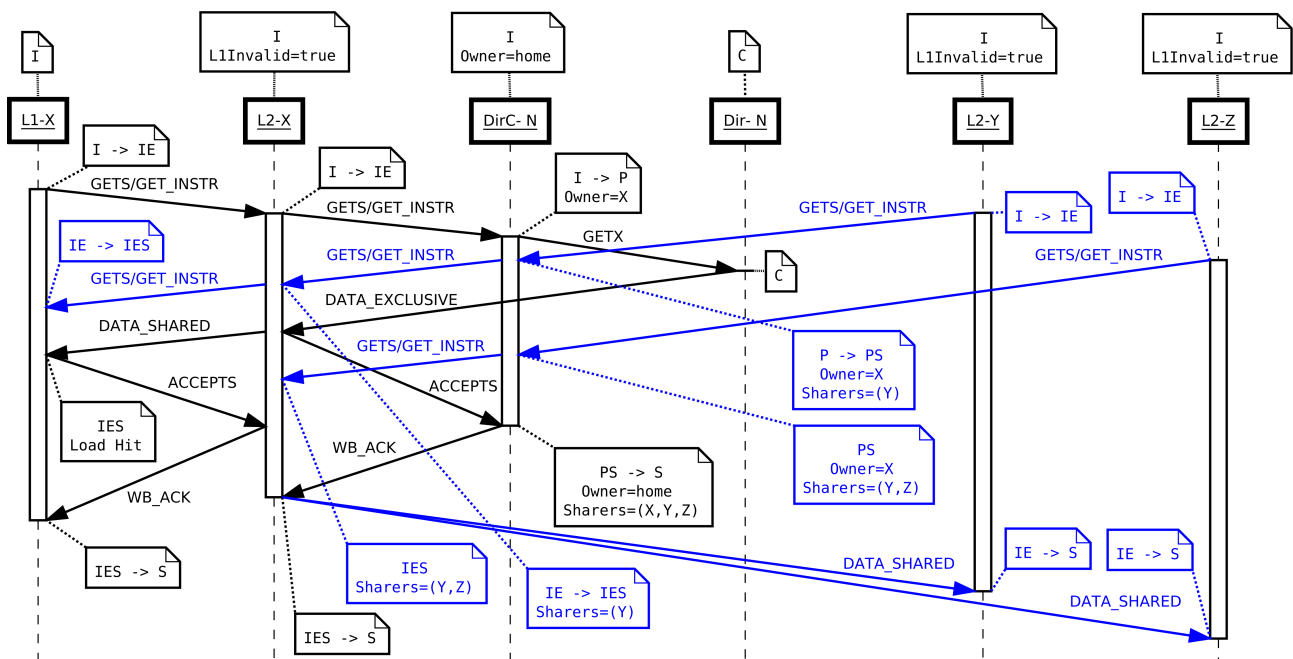 I
I
L1Invalid=true
I
Owner=home
C
I
L1Invalid=true
I
L1Invalid=true
L1-X
L2-X
DirC- N
Dir- N
L2-Y
L2-Z
I -> IE
I -> IE
I -> P
Owner=X
I -> IE
I -> IE
GETS/GET_INSTR
GETS/GET_INSTR
GETX
GETS/GET_INSTR
IE -> IES
GETS/GET_INSTR
GETS/GET_INSTR
C
GETS/GET_INSTR
DATA_EXCLUSIVE
DATA_SHARED
GETS/GET_INSTR
P -> PS
Owner=X
Sharers=(Y)
ACCEPTS
ACCEPTS
IES
Load Hit
WB_ACK
PS
Owner=X
Sharers=(Y,Z)
PS -> S
Owner=home
Sharers=(X,Y,Z)
WB_ACK
IES -> S
IES
Sharers=(Y,Z)
IE -> IES
Sharers=(Y)
IES -> S
DATA_SHARED
IE -> S
IE -> S
DATA_SHARED